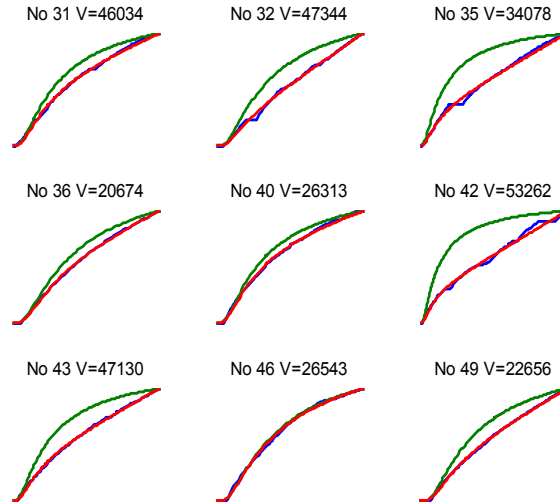 No 31 V=46034
No 32 V=47344
No 35 V=34078
No 36 V=20674
No 40 V=26313
No 42 V=53262
No 43 V=47130
No 46 V=26543
No 49 V=22656